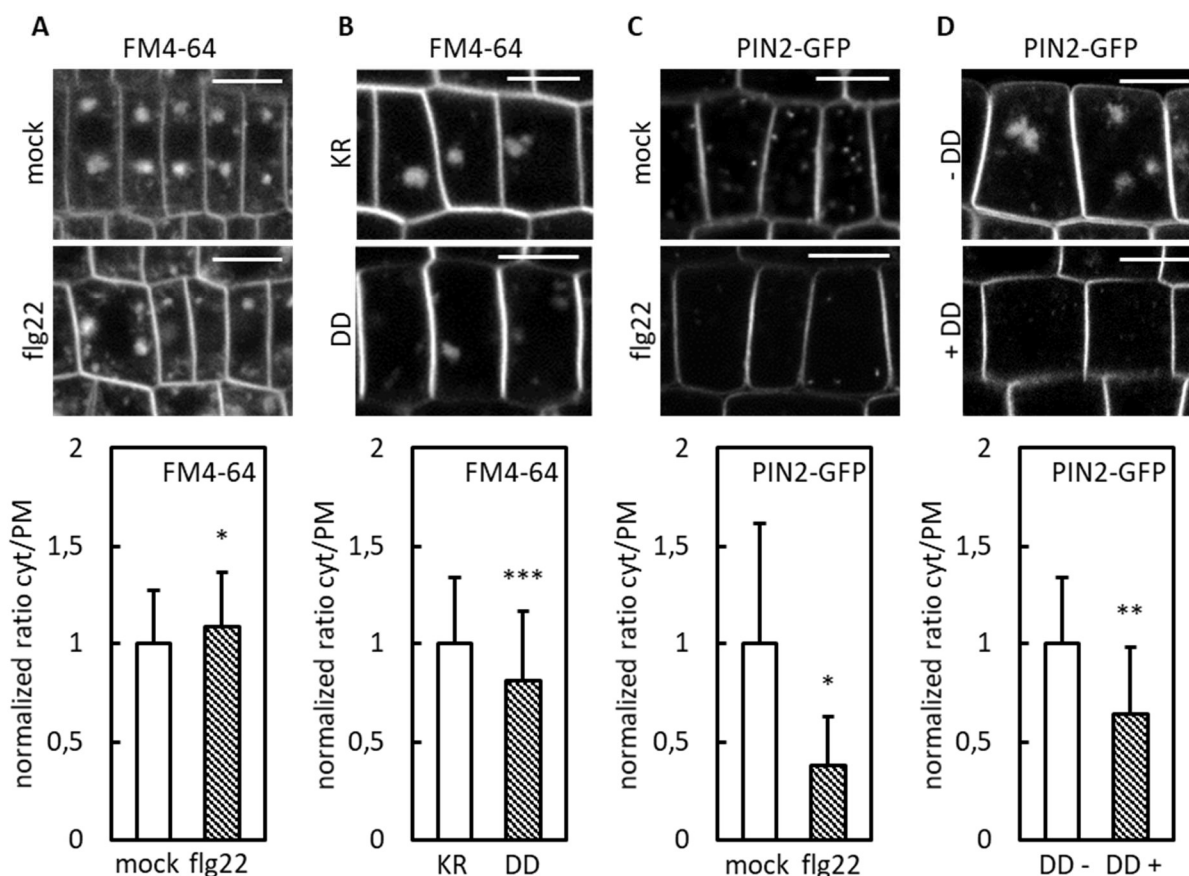 A
B
C
D
FM4-64
FM4-64
PIN2-GFP
PIN2-GFP
mock
KR
mock
- DD
flg22
DD
flg22
+ DD
normalized ratio cyt/PM
2
1,5
1
0,5
0
FM4-64
*
mock flg22
normalized ratio cyt/PM
2
1,5
1
0,5
0
FM4-64
***
KR DD
normalized ratio cyt/PM
2
1,5
1
0,5
0
PIN2-GFP
*
mock flg22
normalized ratio cyt/PM
2
1,5
1
0,5
0
PIN2-GFP
**
DD - DD +